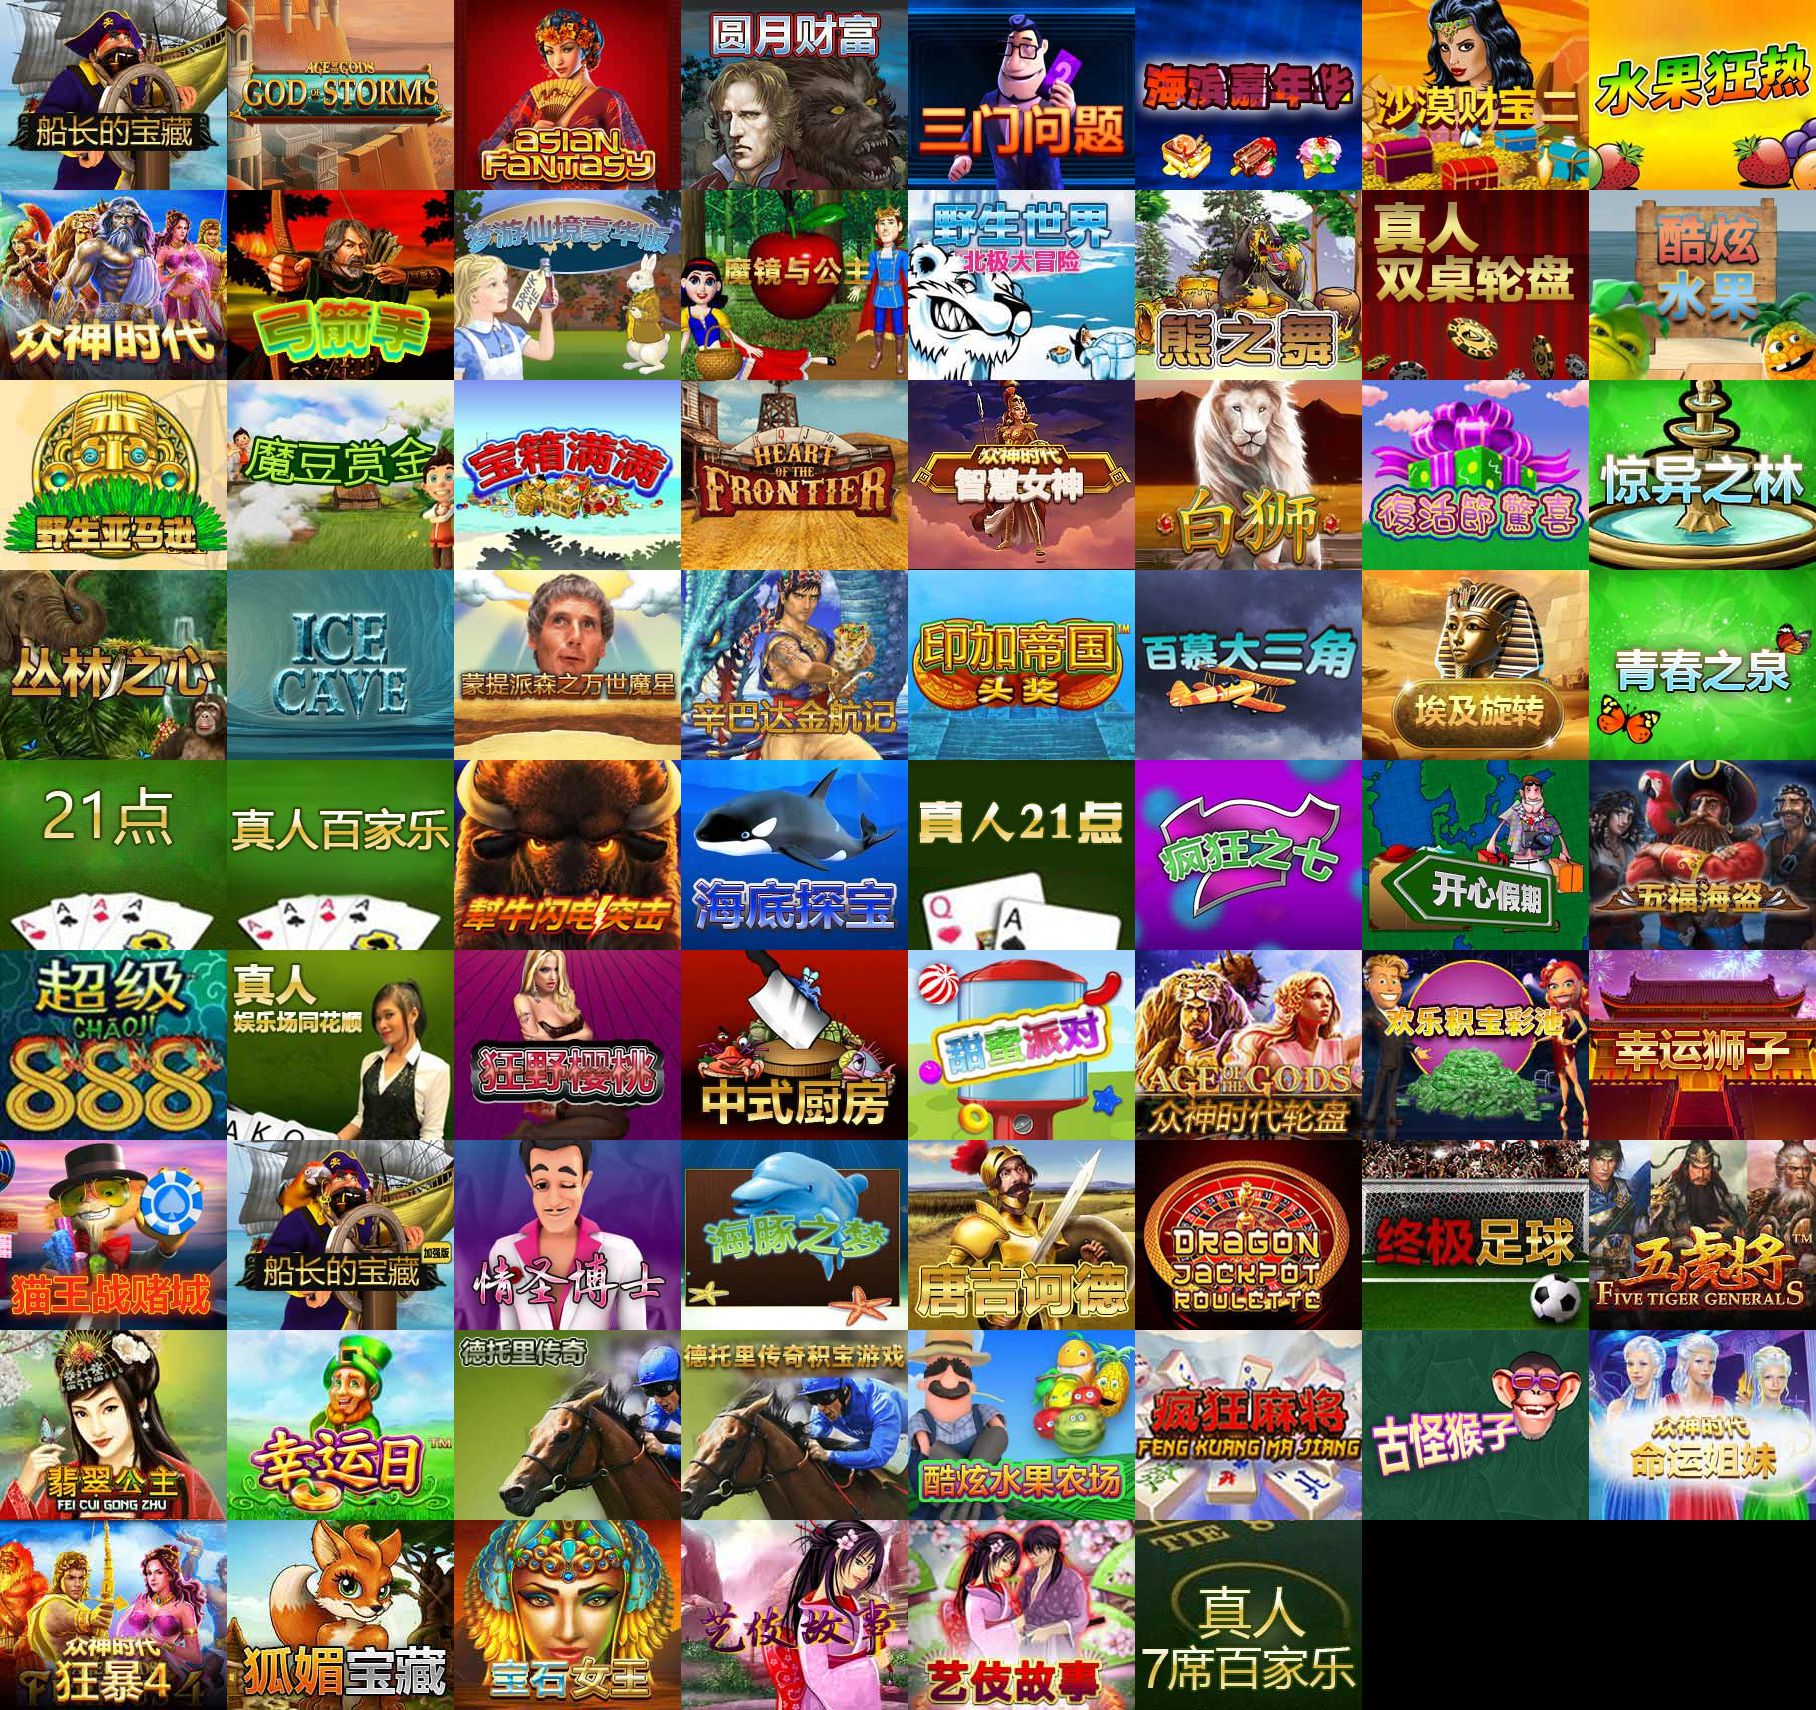 船长的宝藏
AGE OF THE GODS
GOD OF STORMS
ASIAN
FANTASY
圆月财富
2
三门问题
海滨嘉年华
沙漠财宝二
水果狂热
众神时代
弓箭手
梦游仙境豪华版
DRINK
ME
魔镜与公主
野生世界
北极大冒险
熊之舞
真人
双桌轮盘
酷炫
水果
野生亚马逊
魔豆赏金
宝箱满满
HEART
OF THE
FRONTIER
众神时代
智慧女神
白狮
復活節驚喜
惊异之林
丛林之心
ICE
CAVE
蒙提派森之万世魔星
辛巴达金航记
印加帝国™
头奖
百慕大三角
埃及旋转
青春之泉
21点
A A A A
真人百家乐
A A A A
犁牛闪电突击
海底探宝
真人21点
Q A
疯狂之七
开心假期
五福海盗
超级
CHAOJI
888
真人
娱乐场同花顺
A K Q
狂野樱桃
中式厨房
甜蜜派对
AGE OF THE GODS
众神时代轮盘
欢乐积宝彩池
幸运狮子
猫王战赌城
船长的宝藏
加强版
情圣博士
海豚之梦
唐吉诃德
DRAGON
JACKPOT
ROULETTE
终极足球
五虎将™
FIVE TIGER GENERALS
翡翠公主
FEI CUI GONG ZHU
幸运日™
德托里传奇
德托里传奇积宝游戏
酷炫水果农场
疯狂麻将
FENG KUANG MA JIANG
古怪猴子
众神时代
命运姐妹
众神时代
狂暴4
狐媚宝藏
宝石女王
艺伎故事
艺伎故事
TIE 8
真人
7席百家乐